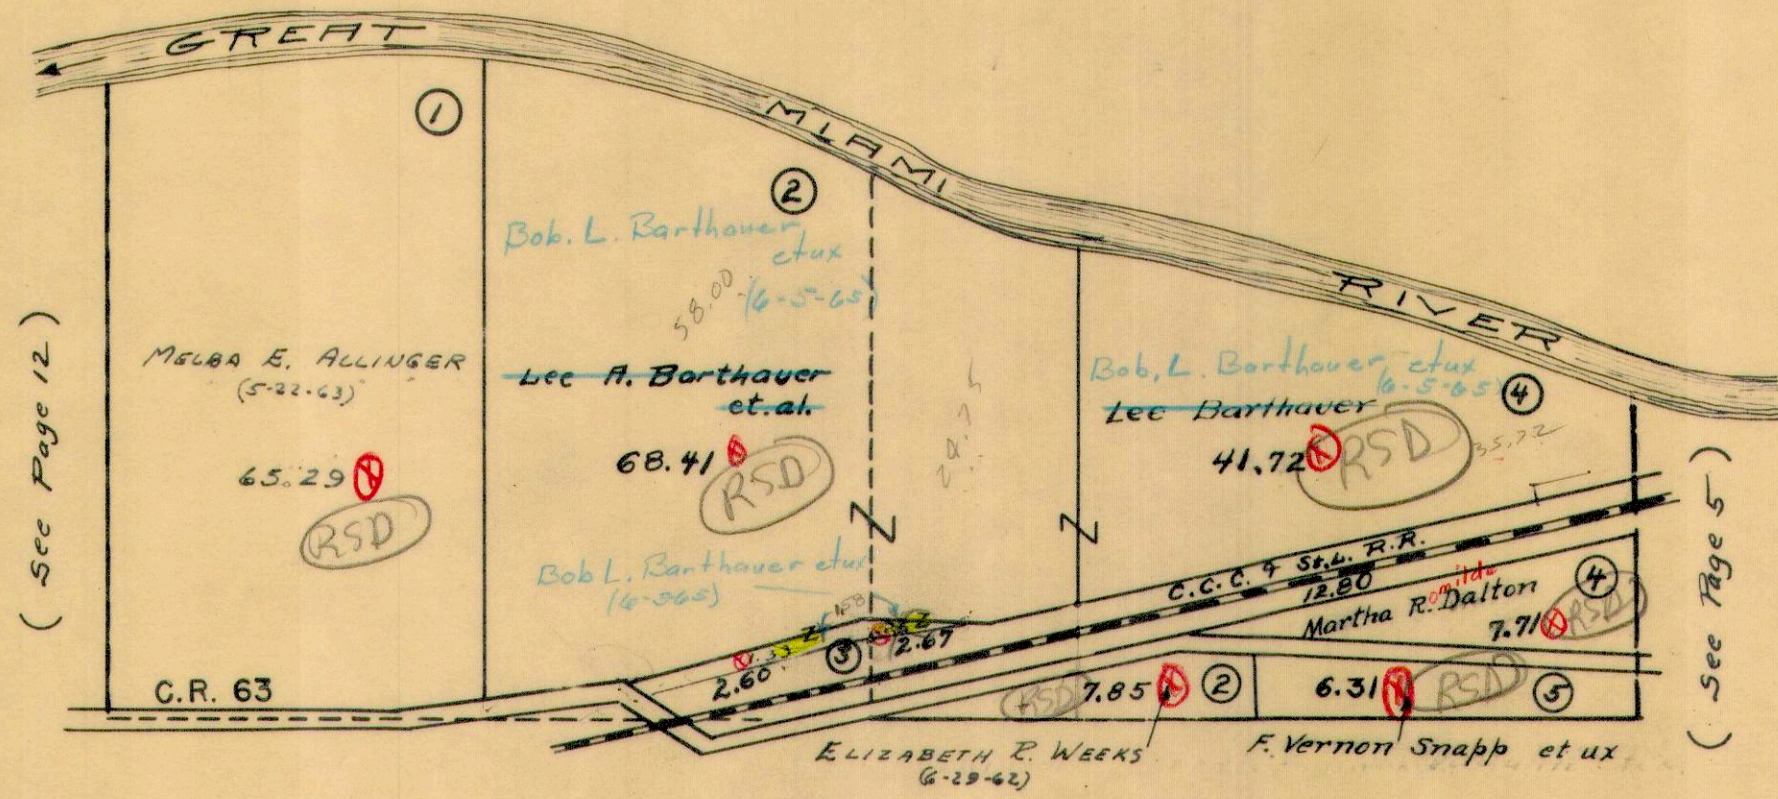 GREAT MIAMI RIVER
1
2
Bob. L. Barthauer
etux
(6-5-65)
58.00
MELBA E. ALLINGER
(5-22-63)
65.29
RSD
Lee A. Barthauer
et.al.
68.41
RSD
Bob. L. Barthauer, etux
(6-5-65)
Lee Barthauer
4
41.72
RSD
35.72
(See Page 12)
(See Page 5)
Bob L. Barthauer etux
C.C.C. & St.L. R.R.
12.80
Martha R. Dalton
4
7.71
RSD
1.58
3
2.60
2.67
C.R. 63
RSD
7.85
2
6.31
RSD
5
ELIZABETH R. WEEKS
(6-29-62)
F. Vernon Snapp et ux